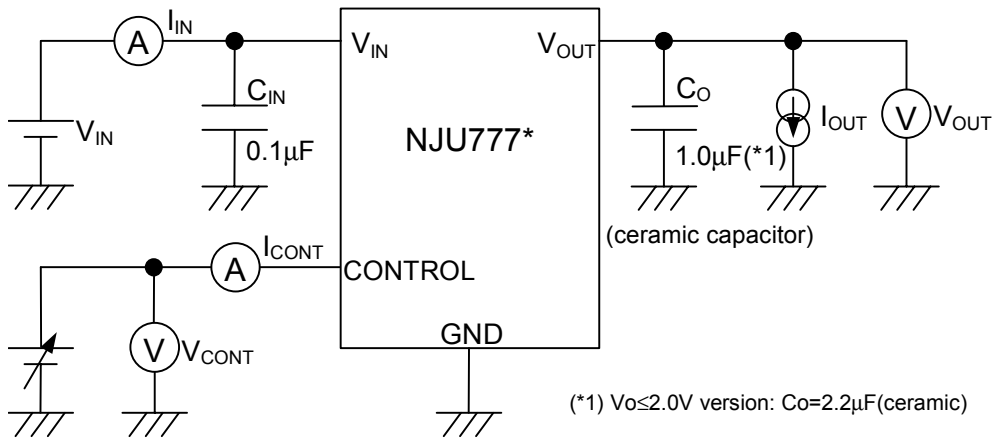 A
I_IN
V_IN
V_OUT
C_IN
0.1μF
V_IN
NJU777*
C_O
1.0μF(*1)
I_OUT
V
V_OUT
(ceramic capacitor)
A
I_CONT
CONTROL
V
V_CONT
GND
(*1) Vo≤2.0V version: Co=2.2μF(ceramic)